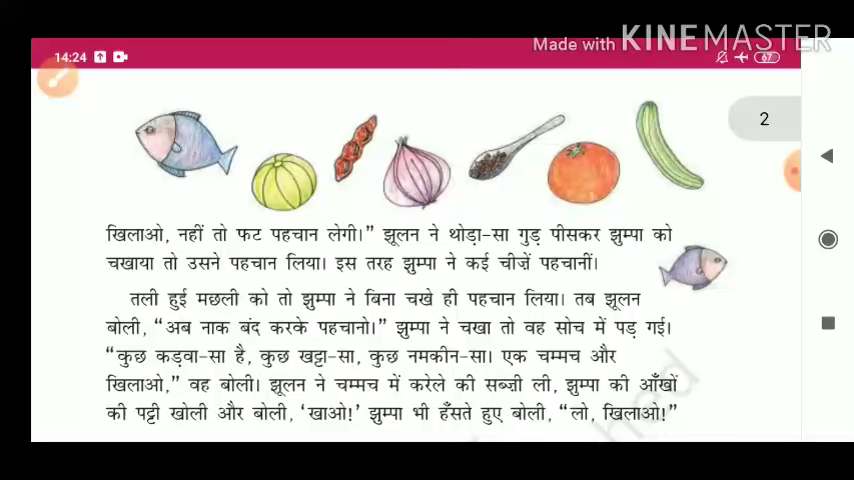 Made with KINEMASTER
14:24
67
2
खिलाओ, नहीं तो फट पहचान लेगी।” झूलन ने थोड़ा-सा गुड़ पीसकर झुम्पा को
चखाया तो उसने पहचान लिया। इस तरह झुम्पा ने कई चीज़ें पहचानीं।
तली हुई मछली को तो झुम्पा ने बिना चखे ही पहचान लिया। तब झूलन
बोली, “अब नाक बंद करके पहचानो।” झुम्पा ने चखा तो वह सोच में पड़ गई।
“कुछ कड़वा-सा है, कुछ खट्टा-सा, कुछ नमकीन-सा। एक चम्मच और
खिलाओ,” वह बोली। झूलन ने चम्मच में करेले की सब्ज़ी ली, झुम्पा की आँखों
की पट्टी खोली और बोली, ‘खाओ!’ झुम्पा भी हँसते हुए बोली, “लो, खिलाओ!”